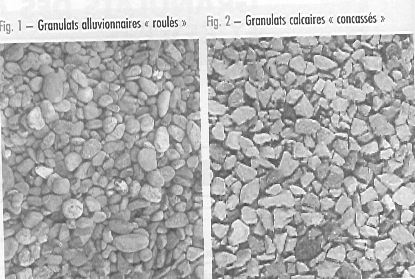 Fig. 1 – Granulats alluvionnaires « roulés »
Fig. 2 – Granulats calcaires « concassés »